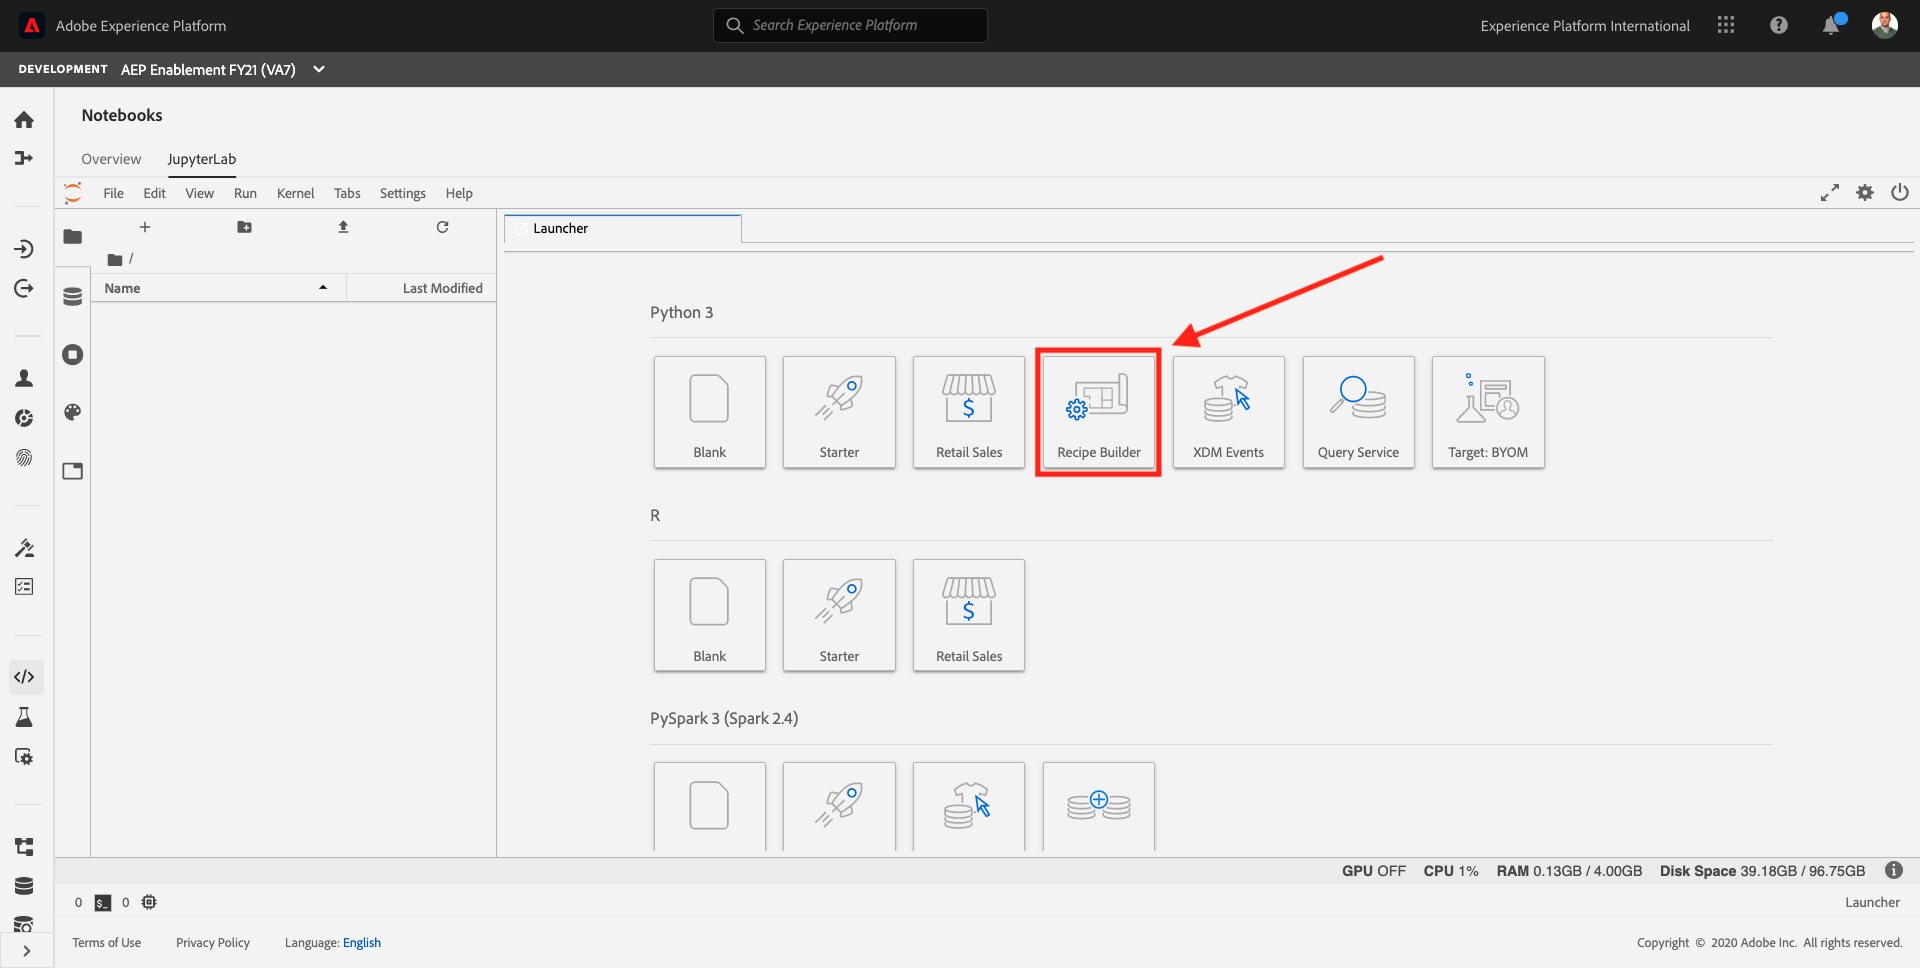 Adobe Experience Platform
Search Experience Platform
Experience Platform International
DEVELOPMENT AEP Enablement FY21 (VA7)
Notebooks
Overview JupyterLab
File Edit View Run Kernel Tabs Settings Help
Launcher
/
Name Last Modified
Python 3
Blank Starter Retail Sales Recipe Builder XDM Events Query Service Target: BYOM
R
Blank Starter Retail Sales
PySpark 3 (Spark 2.4)
GPU OFF CPU 1% RAM 0.13GB / 4.00GB Disk Space 39.18GB / 96.75GB
0 $_ 0 Launcher
Terms of Use Privacy Policy Language: English Copyright © 2020 Adobe Inc. All rights reserved.